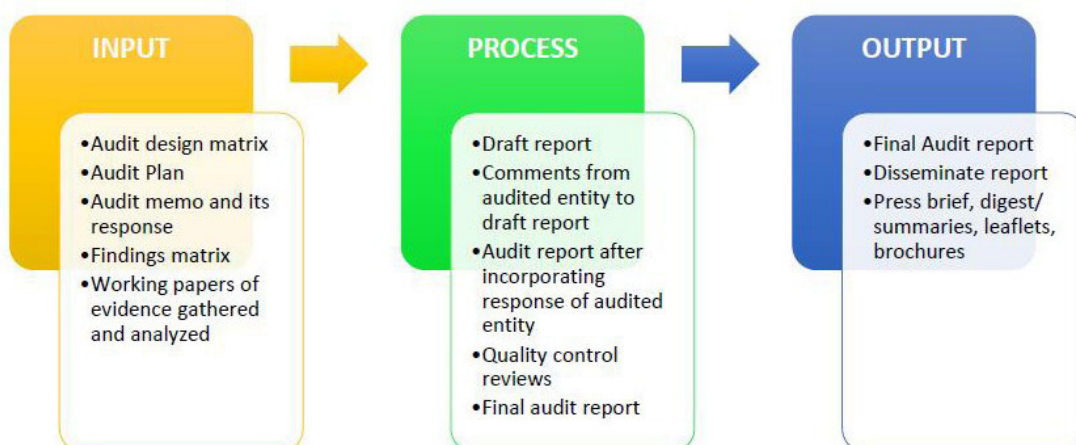 INPUT
•Audit design matrix
•Audit Plan
•Audit memo and its
response
•Findings matrix
•Working papers of
evidence gathered
and analyzed
PROCESS
•Draft report
•Comments from
audited entity to
draft report
•Audit report after
incorporating
response of audited
entity
•Quality control
reviews
•Final audit report
OUTPUT
•Final Audit report
•Disseminate report
•Press brief, digest/
summaries, leaflets,
brochures